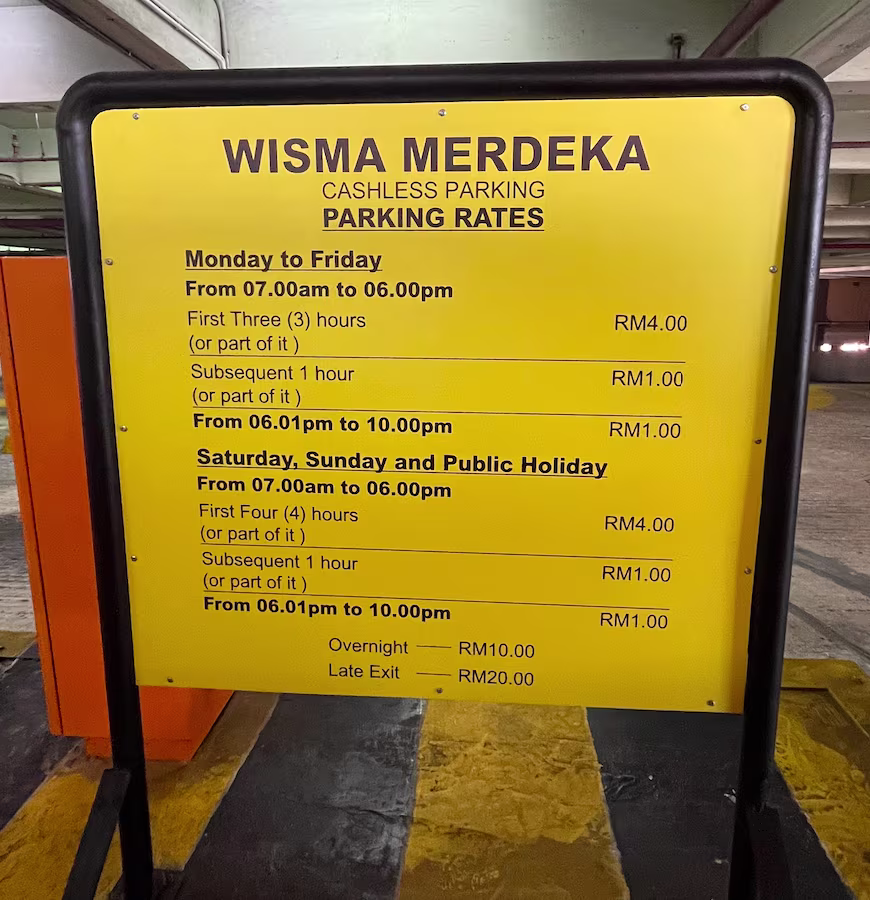 WISMA MERDEKA
CASHLESS PARKING
PARKING RATES
Monday to Friday
From 07.00am to 06.00pm
First Three (3) hours RM4.00
(or part of it )
Subsequent 1 hour RM1.00
(or part of it )
From 06.01pm to 10.00pm RM1.00
Saturday, Sunday and Public Holiday
From 07.00am to 06.00pm
First Four (4) hours RM4.00
(or part of it )
Subsequent 1 hour RM1.00
(or part of it )
From 06.01pm to 10.00pm RM1.00
Overnight — RM10.00
Late Exit — RM20.00